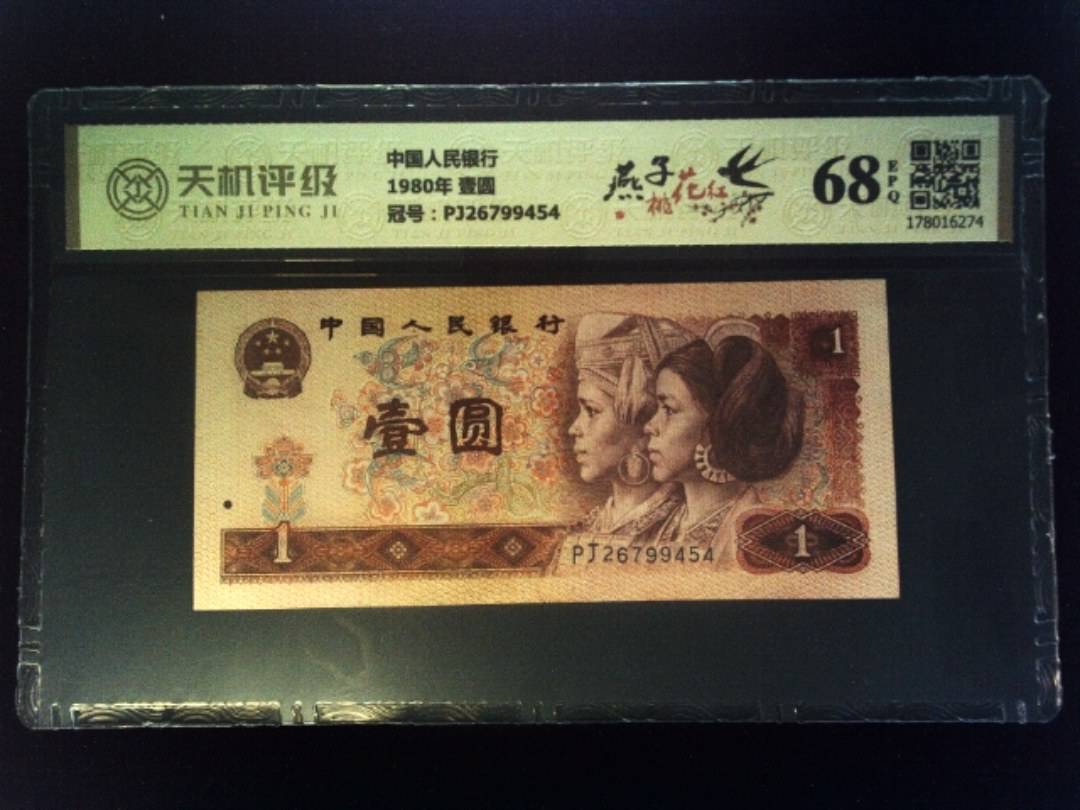 天机评级
TIAN JI PING JI
中国人民银行
1980年 壹圆
冠号：PJ26799454
燕子
桃花红
68
EPQ
178016274
中国人民银行
壹圆
1
1
PJ26799454
1